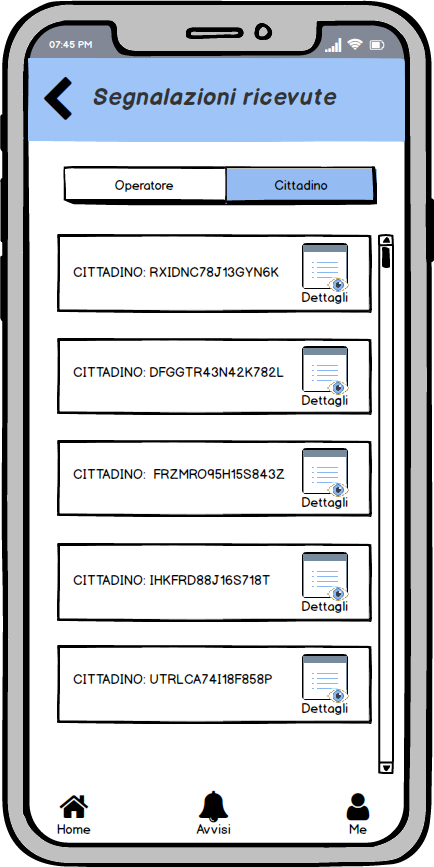 07:45 PM
Segnalazioni ricevute
Operatore Cittadino
CITTADINO: RXIDNC78J13GYN6K
Dettagli
CITTADINO: DFGGTR43N42K782L
Dettagli
CITTADINO: FRZMRO95H15S843Z
Dettagli
CITTADINO: IHKFRD88J16S718T
Dettagli
CITTADINO: UTRLCA74I18F858P
Dettagli
Home Avvisi Me